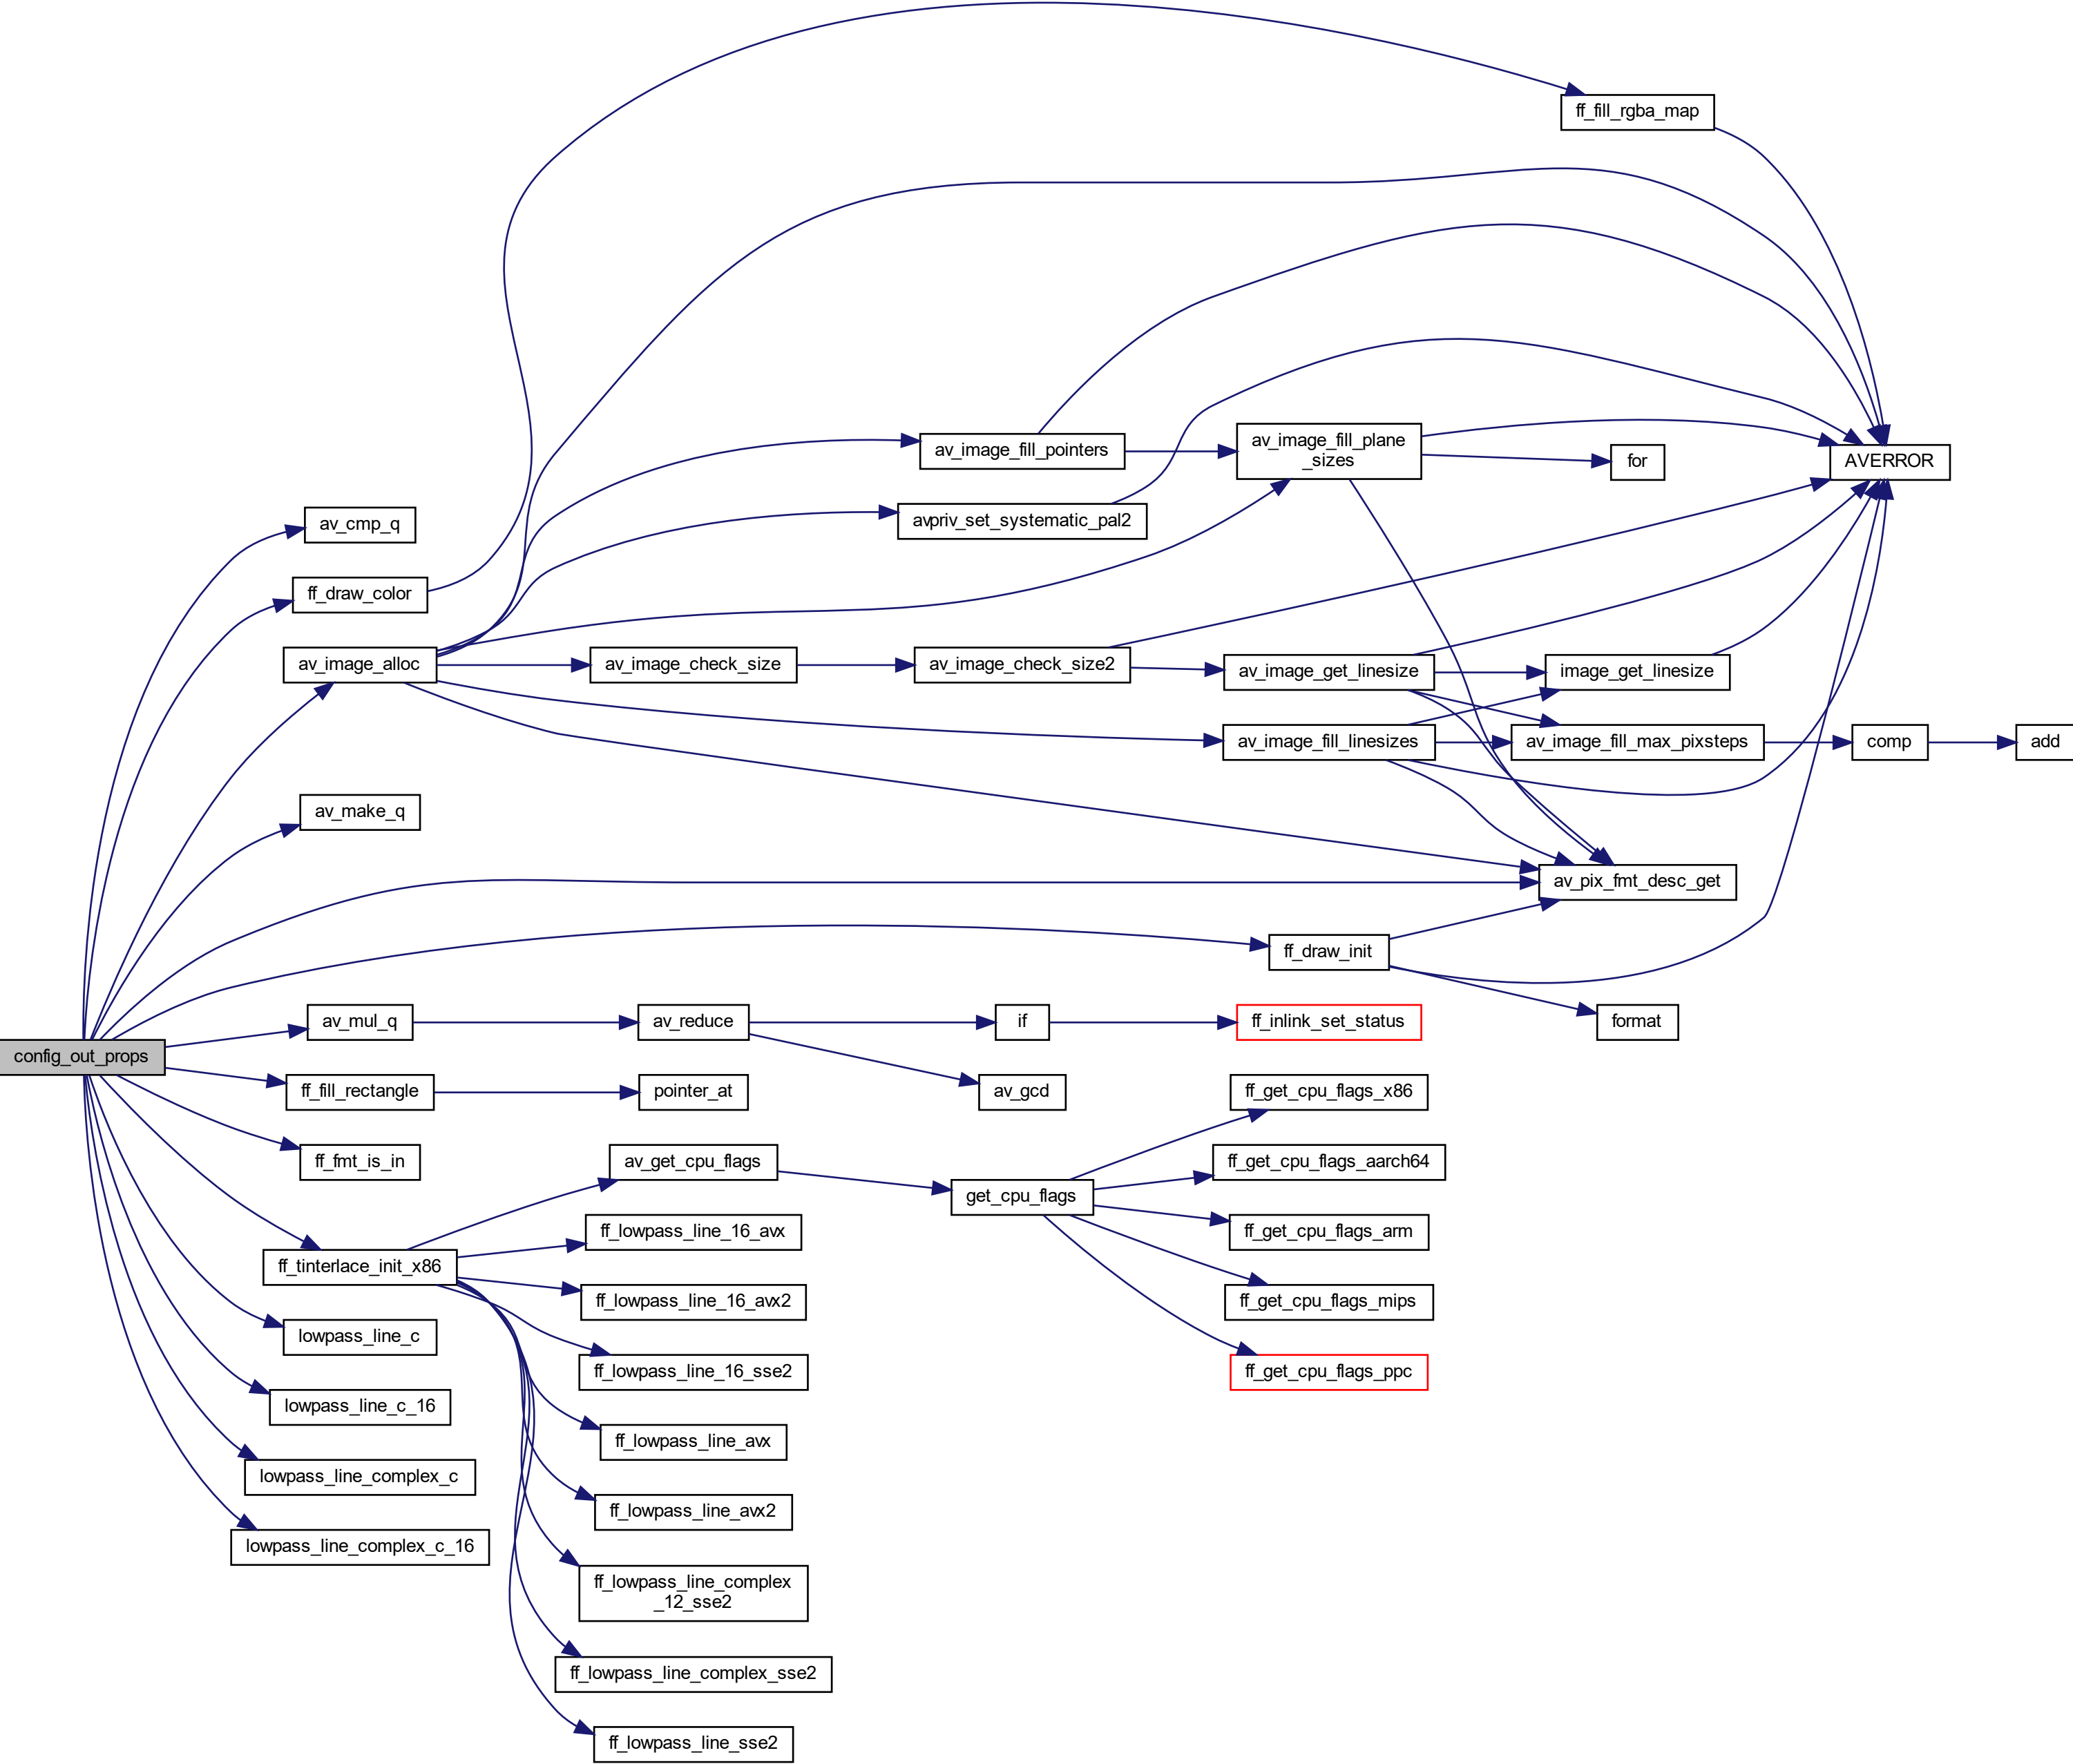 ff_fill_rgba_map
av_image_fill_pointers
av_image_fill_plane
_sizes
for
AVERROR
av_cmp_q
avpriv_set_systematic_pal2
ff_draw_color
av_image_alloc
av_image_check_size
av_image_check_size2
av_image_get_linesize
image_get_linesize
av_image_fill_linesizes
av_image_fill_max_pixsteps
comp
add
av_make_q
av_pix_fmt_desc_get
ff_draw_init
av_mul_q
av_reduce
if
ff_inlink_set_status
format
config_out_props
ff_fill_rectangle
pointer_at
av_gcd
ff_get_cpu_flags_x86
ff_fmt_is_in
av_get_cpu_flags
ff_get_cpu_flags_aarch64
get_cpu_flags
ff_lowpass_line_16_avx
ff_get_cpu_flags_arm
ff_tinterlace_init_x86
ff_lowpass_line_16_avx2
ff_get_cpu_flags_mips
lowpass_line_c
ff_lowpass_line_16_sse2
ff_get_cpu_flags_ppc
lowpass_line_c_16
ff_lowpass_line_avx
lowpass_line_complex_c
ff_lowpass_line_avx2
lowpass_line_complex_c_16
ff_lowpass_line_complex
_12_sse2
ff_lowpass_line_complex_sse2
ff_lowpass_line_sse2